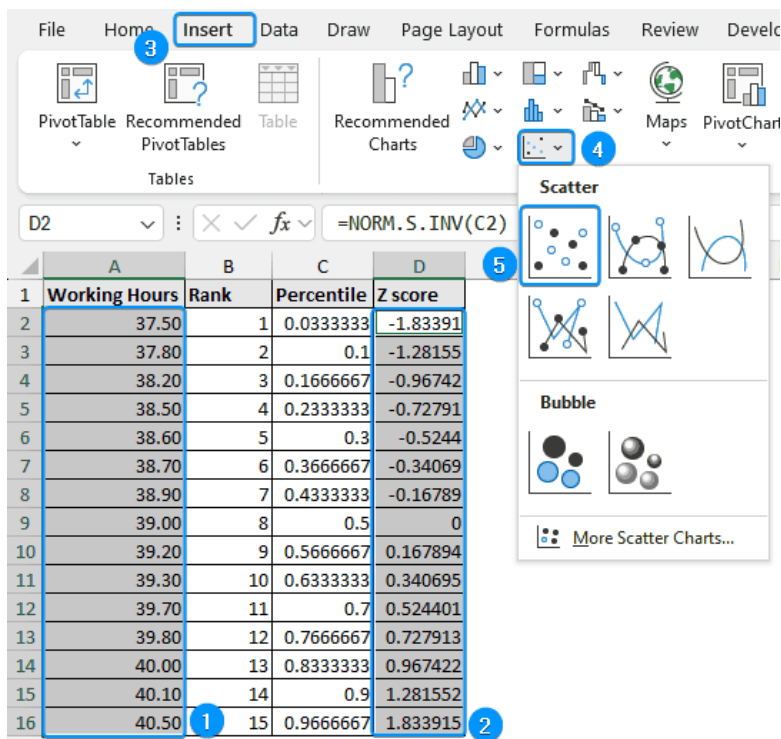 File Home Insert Data Draw Page Layout Formulas Review Develo
3
PivotTable Recommended PivotTables Table Recommended Charts Maps PivotChart
Tables
4
Scatter
D2 fx =NORM.S.INV(C2)
5
A B C D
1 Working Hours Rank Percentile Z score
2 37.50 1 0.0333333 -1.83391
3 37.80 2 0.1 -1.28155
4 38.20 3 0.1666667 -0.96742
5 38.50 4 0.2333333 -0.72791
6 38.60 5 0.3 -0.5244
7 38.70 6 0.3666667 -0.34069
8 38.90 7 0.4333333 -0.16789
9 39.00 8 0.5 0
10 39.20 9 0.5666667 0.167894
11 39.30 10 0.6333333 0.340695
12 39.70 11 0.7 0.524401
13 39.80 12 0.7666667 0.727913
14 40.00 13 0.8333333 0.967422
15 40.10 14 0.9 1.281552
16 40.50 15 0.9666667 1.833915
1
2
Bubble
More Scatter Charts...